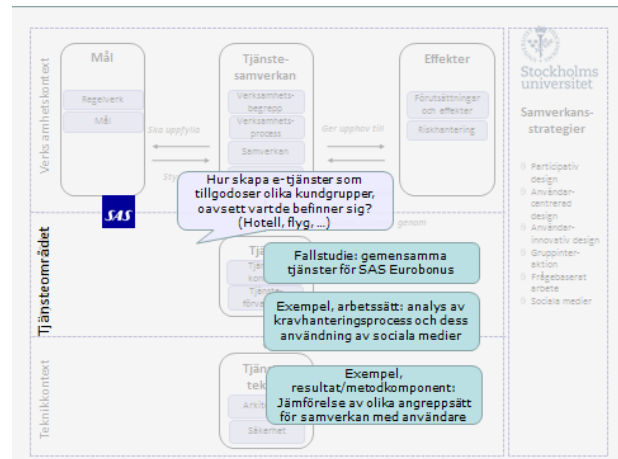 Verksamhetskontext
Mål
Regelverk
Mål
Ska uppfylla
Tjänste-
samverkan
Verksamhets-
begrepp
Verksamhets-
process
Samverkan
Ger upphov till
Effekter
Förutsättningar
och effekter
Riskhantering
SAS
Hur skapa e-tjänster som
tillgodoser olika kundgrupper,
oavsett vart de befinner sig?
(Hotell, flyg, ...)
genom
Tjänsteområdet
Fallstudie: gemensamma
tjänster för SAS Eurobonus
Exempel, arbetssätt: analys av
kravhanteringsprocess och dess
användning av sociala medier
Teknikkontext
Exempel,
resultat/metodkomponent:
Jämförelse av olika angreppsätt
för samverkan med användare
Säkerhet
Stockholms
universitet
Samverkans-
strategier
Participativ
design
Användar-
centrerad
design
Användar-
innovativ design
Gruppinter-
aktion
Frågebaserat
arbete
Sociala medier